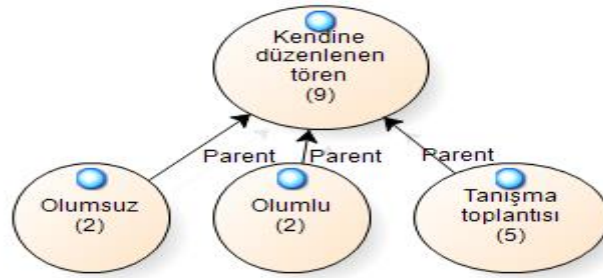 Kendine
düzenlenen
tören
(9)
Parent Parent Parent
Olumsuz
(2)
Olumlu
(2)
Tanışma
toplantısı
(5)